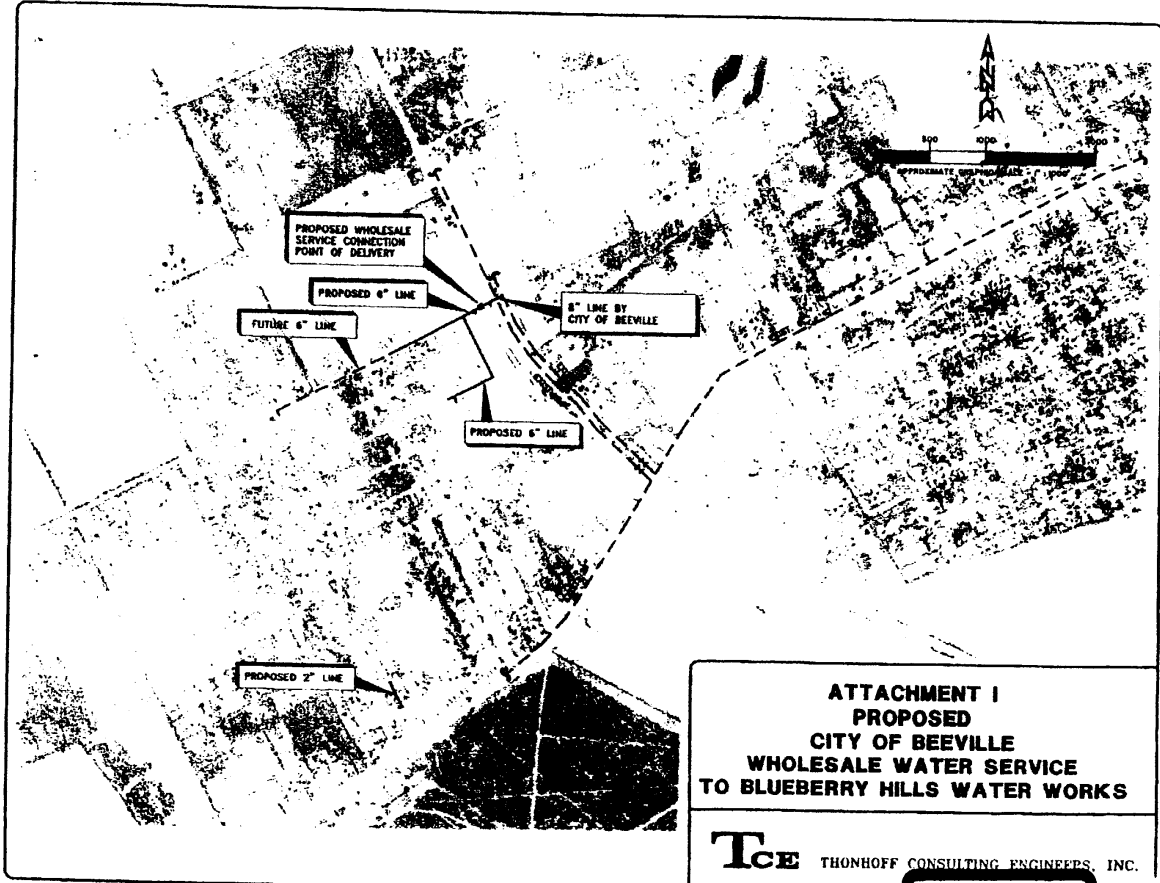 500 1000
PROPOSED WHOLESALE
SERVICE CONNECTION
POINT OF DELIVERY
PROPOSED 6" LINE
FUTURE 6" LINE
8" LINE BY
CITY OF BEEVILLE
PROPOSED 6" LINE
PROPOSED 2" LINE
ATTACHMENT I
PROPOSED
CITY OF BEEVILLE
WHOLESALE WATER SERVICE
TO BLUEBERRY HILLS WATER WORKS
TCE THONHOFF CONSULTING ENGINEERS, INC.